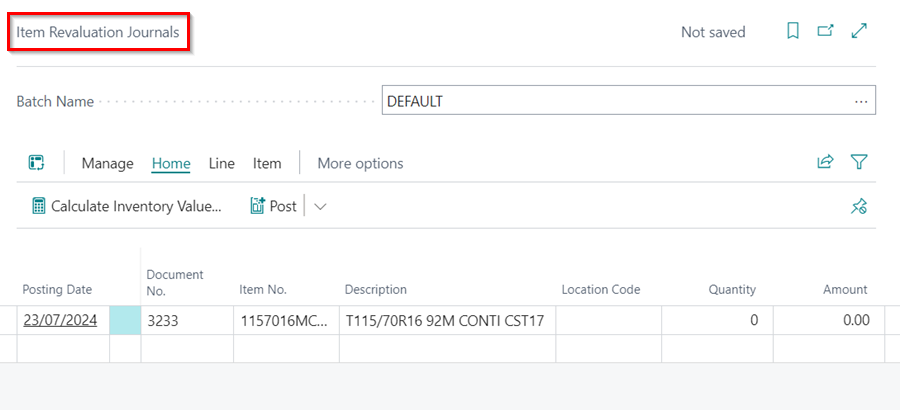 Item Revaluation Journals
Not saved
Batch Name
DEFAULT
...
Manage Home Line Item More options
Calculate Inventory Value... Post
Posting Date Document No. Item No. Description Location Code Quantity Amount
23/07/2024 3233 1157016MC... T115/70R16 92M CONTI CST17 0 0.00